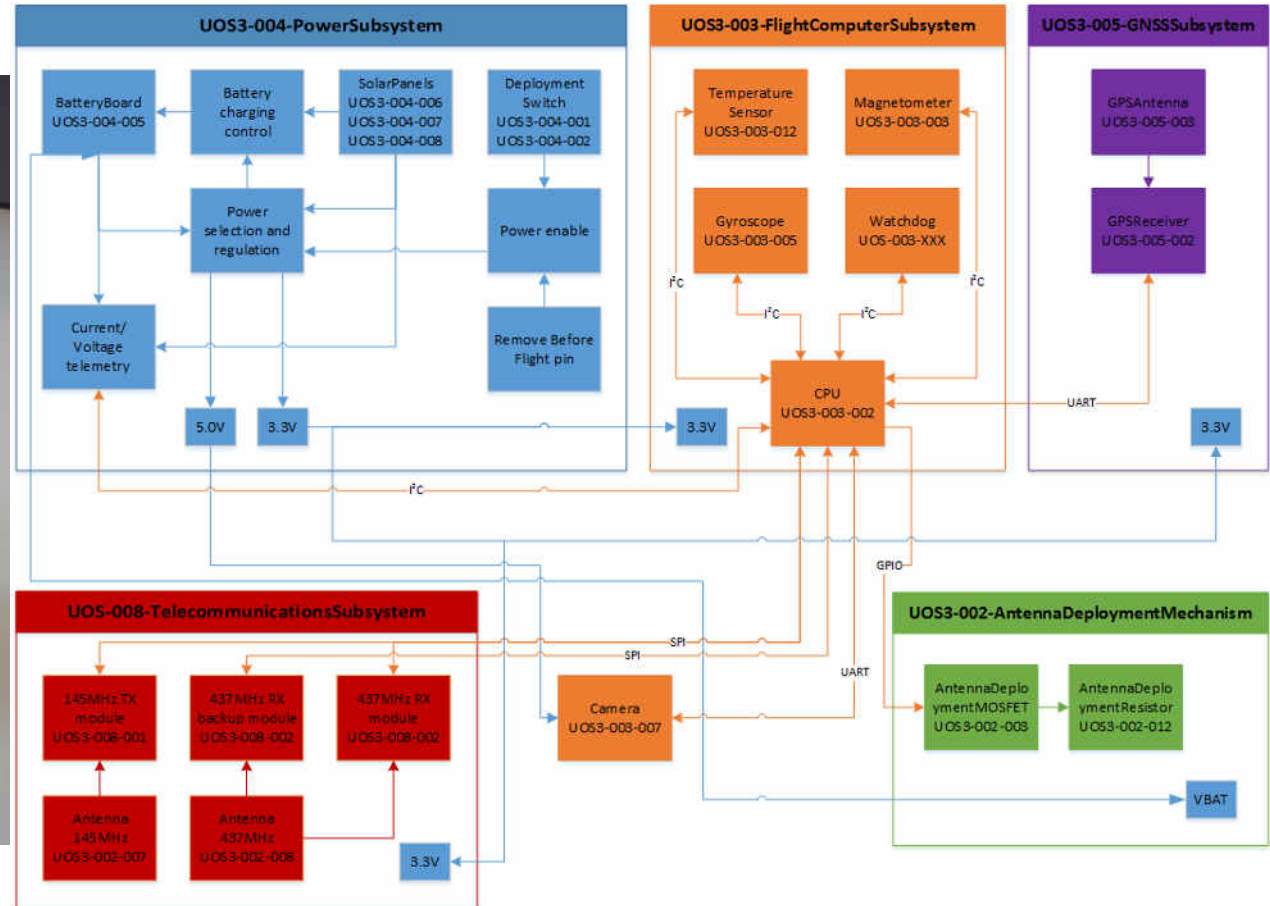 UOS3-004-PowerSubsystem
BatteryBoard
UOS3-004-005
Battery
charging
control
SolarPanels
UOS3-004-006
UOS3-004-007
UOS3-004-008
Deployment
Switch
UOS3-004-001
UOS3-004-002
Power
selection and
regulation
Power enable
Current/
Voltage
telemetry
Remove Before
Flight pin
5.0V
3.3V
I²C
UOS3-003-FlightComputerSubsystem
Temperature
Sensor
UOS3-003-012
Magnetometer
UOS3-003-003
Gyroscope
UOS3-003-005
Watchdog
UOS-003-XXX
I²C
I²C
I²C
I²C
CPU
UOS3-003-002
3.3V
UART
UOS3-005-GNSSSubsystem
GPSAntenna
UOS3-005-003
GPSReceiver
UOS3-005-002
3.3V
GPIO
UOS-008-TelecommunicationsSubsystem
SPI
SPI
145MHz TX
module
UOS3-008-001
437MHz RX
backup module
UOS3-008-002
437MHz RX
module
UOS3-008-002
Antenna
145MHz
UOS3-002-007
Antenna
437MHz
UOS3-002-008
3.3V
Camera
UOS3-003-007
UART
UOS3-002-AntennaDeploymentMechanism
AntennaDeplo
ymentMOSFET
UOS3-002-003
AntennaDeplo
ymentResistor
UOS3-002-012
VBAT